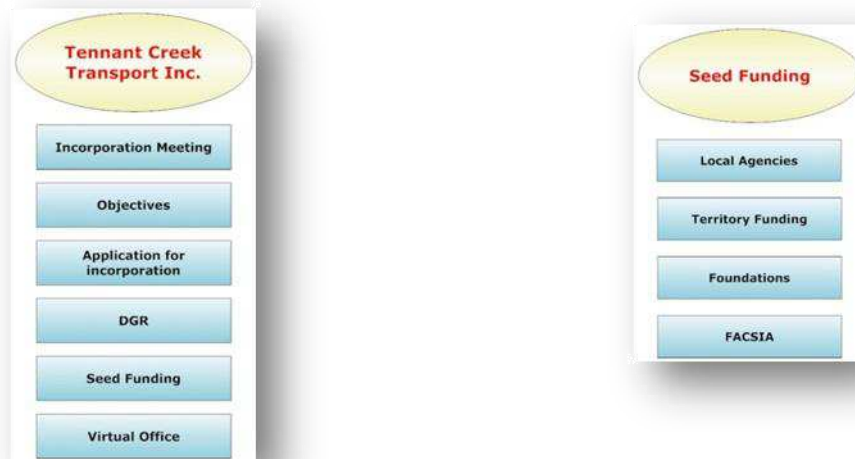 Tennant Creek
Transport Inc.
Incorporation Meeting
Objectives
Application for
incorporation
DGR
Seed Funding
Virtual Office
Seed Funding
Local Agencies
Territory Funding
Foundations
FACSIA